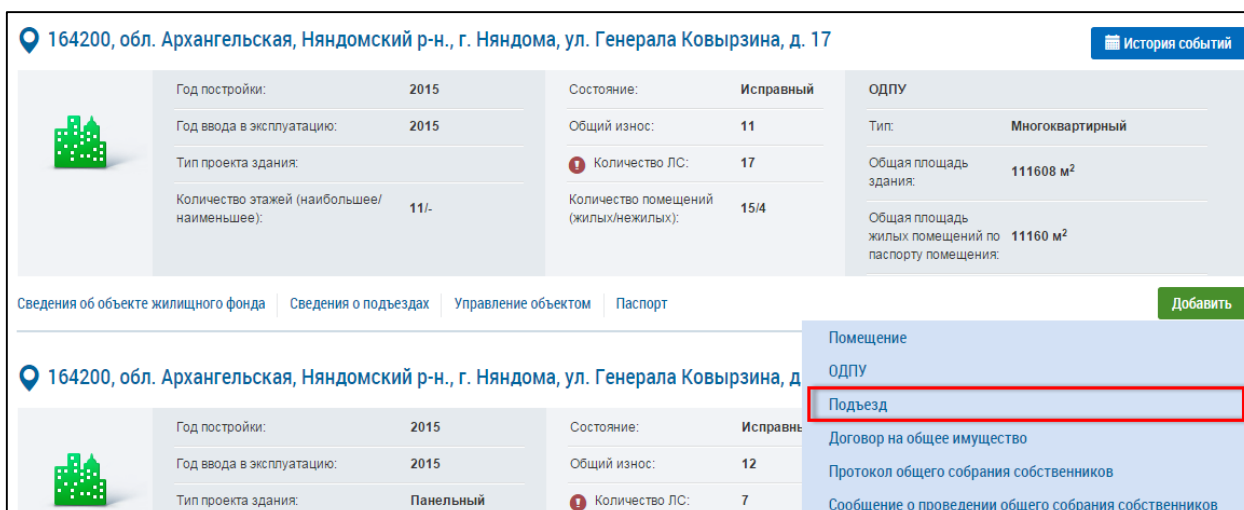 164200, обл. Архангельская, Няндомский р-н., г. Няндома, ул. Генерала Ковырзина, д. 17
История событий
Год постройки: 2015
Состояние: Исправный
ОДПУ
Год ввода в эксплуатацию: 2015
Общий износ: 11
Тип: Многоквартирный
Тип проекта здания:
Количество ЛС: 17
Общая площадь
здания: 111608 м²
Количество этажей (наибольшее/
наименьшее): 11/-
Количество помещений
(жилых/нежилых): 15/4
Общая площадь
жилых помещений по 11160 м²
паспорту помещения:
Сведения об объекте жилищного фонда
Сведения о подъездах
Управление объектом
Паспорт
Добавить
Помещение
ОДПУ
Подъезд
Договор на общее имущество
Протокол общего собрания собственников
Сообщение о проведении общего собрания собственников
164200, обл. Архангельская, Няндомский р-н., г. Няндома, ул. Генерала Ковырзина, д
Год постройки: 2015
Состояние: Исправны
Год ввода в эксплуатацию: 2015
Общий износ: 12
Тип проекта здания: Панельный
Количество ЛС: 7